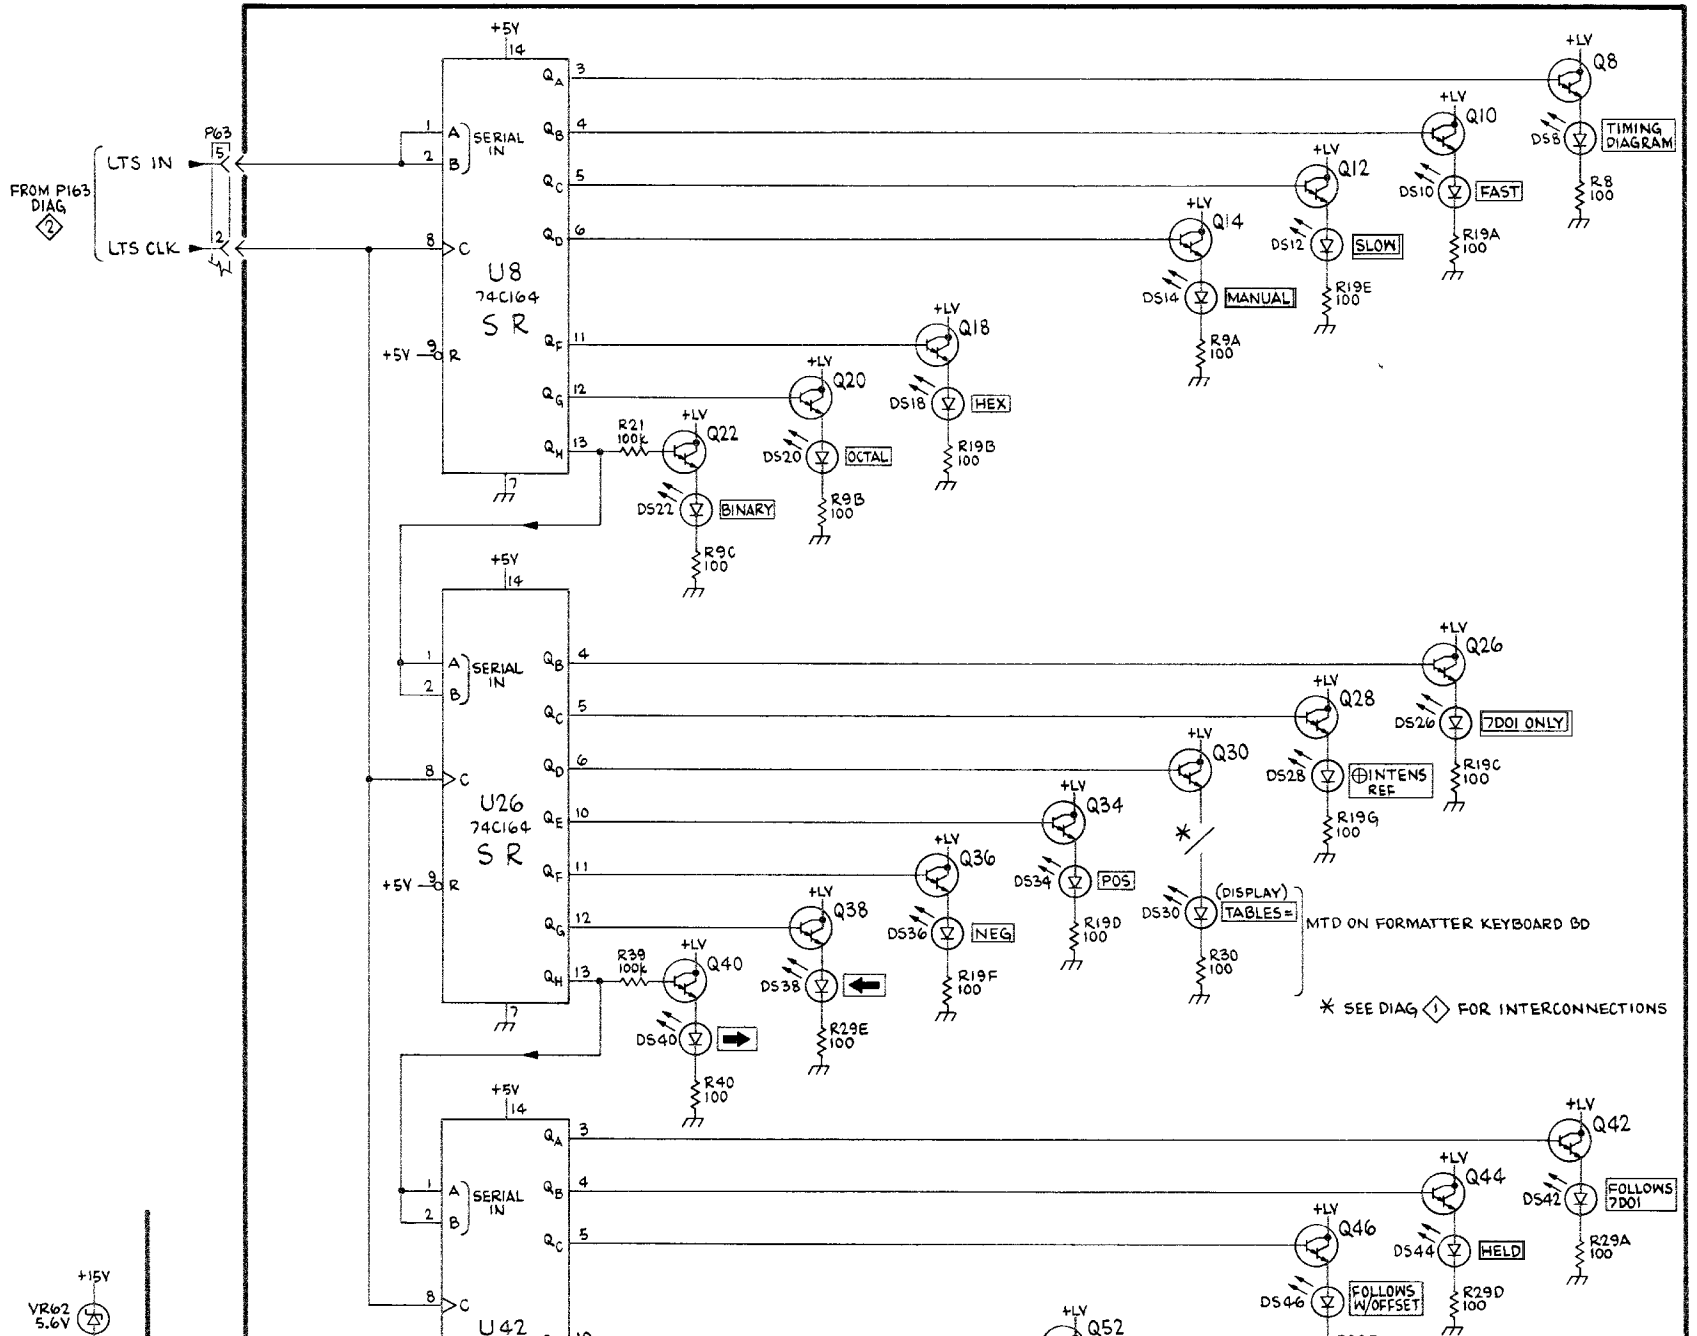 +5V
14
+LV
Q8
QA 3
DS8
TIMING
DIAGRAM
R8
100
P63
5
LTS IN
FROM P163
DIAG
2
LTS CLK
2
1 A
2 B
SERIAL
IN
QB 4
+LV
Q10
DS10
FAST
R19A
100
QC 5
+LV
Q12
DS12
SLOW
R19E
100
QD 6
+LV
Q14
DS14
MANUAL
R9A
100
8 C
U8
74C164
SR
+5V 9 R
QF 11
+LV
Q18
DS18
HEX
R19B
100
QG 12
+LV
Q20
DS20
OCTAL
R9B
100
QH 13
R21
100K
+LV
Q22
DS22
BINARY
R9C
100
7
+5V
14
1 A
2 B
SERIAL
IN
QB 4
+LV
Q26
DS26
7D01 ONLY
R19C
100
QC 5
+LV
Q28
DS28
INTENS
REF
R19G
100
QD 6
+LV
Q30
*
DS30
(DISPLAY)
TABLES=
R30
100
MTD ON FORMATTER KEYBOARD BD
* SEE DIAG 1 FOR INTERCONNECTIONS
8 C
U26
74C164
SR
+5V 9 R
QE 10
+LV
Q34
DS34
POS
R19D
100
QF 11
+LV
Q36
DS36
NEG
R19F
100
QG 12
+LV
Q38
DS38
R29E
100
QH 13
R39
100K
+LV
Q40
DS40
R40
100
7
+5V
14
QA 3
+LV
Q42
DS42
FOLLOWS
7D01
R29A
100
1 A
2 B
SERIAL
IN
QB 4
+LV
Q44
DS44
HELD
R29D
100
QC 5
+LV
Q46
DS46
FOLLOWS
W/OFFSET
8 C
U42
+LV
Q52
+15V
VR62
5.6V